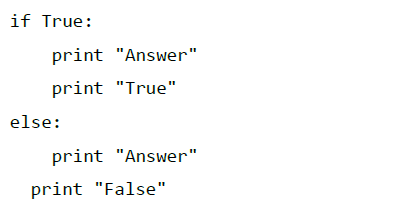 if True:
    print "Answer"
    print "True"
else:
    print "Answer"
  print "False"